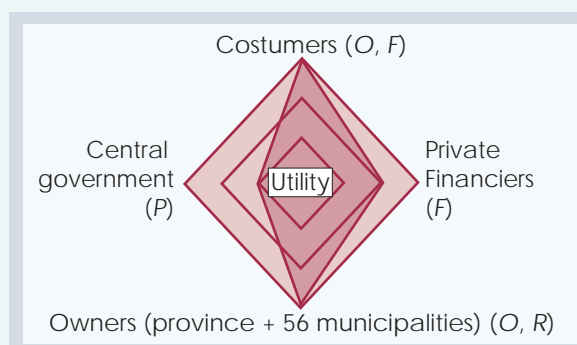 Costumers (O, F)
Central
government
(P)
Utility
Private
Financiers
(F)
Owners (province + 56 municipalities) (O, R)